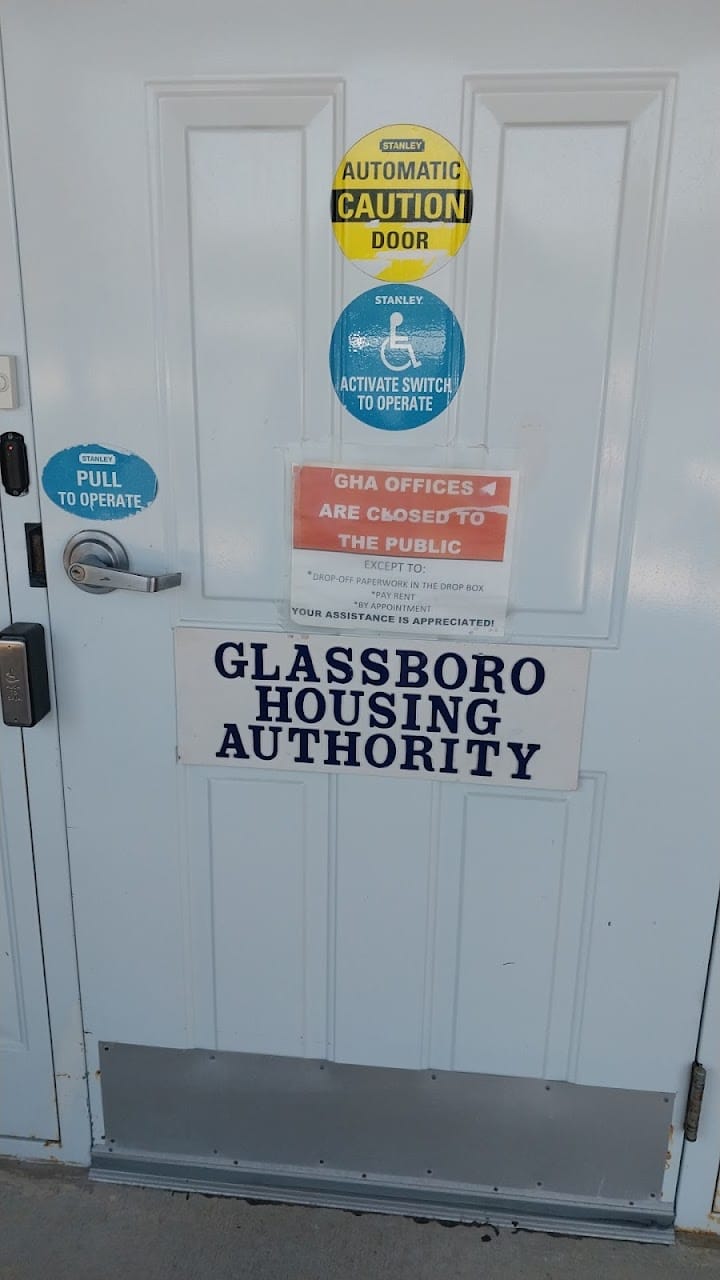 STANLEY
AUTOMATIC
CAUTION
DOOR
STANLEY
ACTIVATE SWITCH
TO OPERATE
STANLEY
PULL
TO OPERATE
GHA OFFICES
ARE CLOSED TO
THE PUBLIC
EXCEPT TO:
*DROP-OFF PAPERWORK IN THE DROP BOX
*PAY RENT
*BY APPOINTMENT
YOUR ASSISTANCE IS APPRECIATED!
GLASSBORO
HOUSING
AUTHORITY